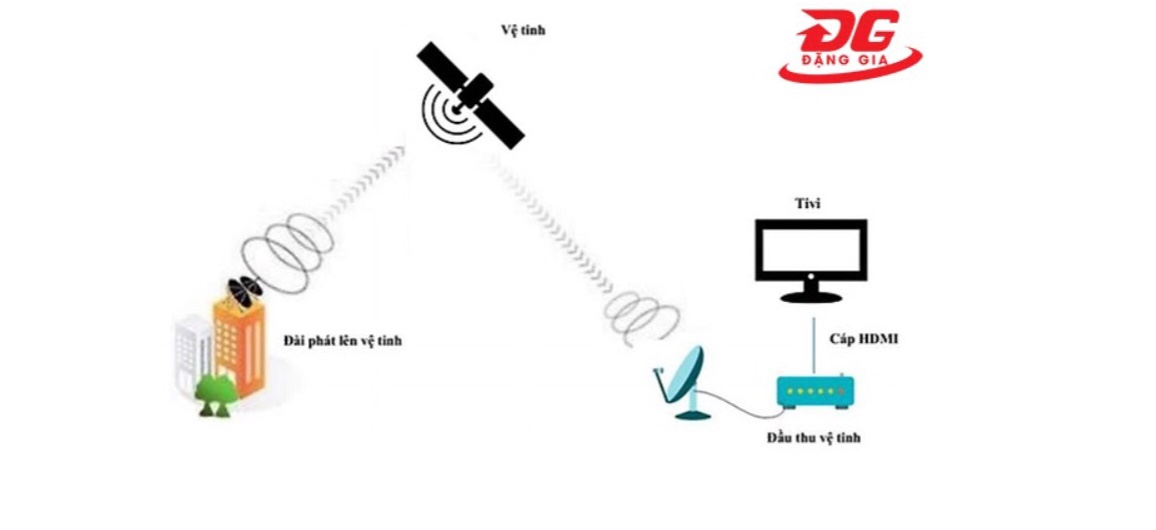 Vệ tinh
ĐG
ĐẶNG GIA
Tivi
Đài phát lên vệ tinh
Cáp HDMI
Đầu thu vệ tinh